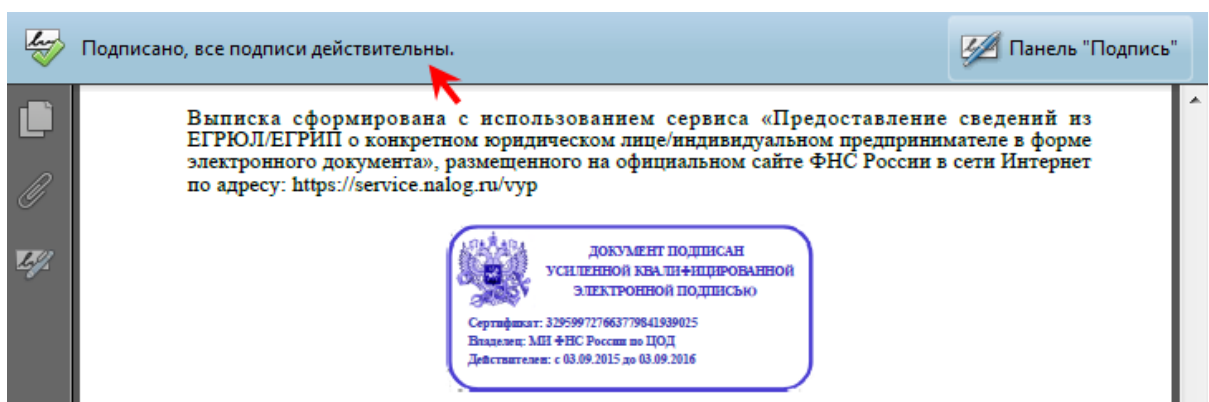 Подписано, все подписи действительны.
Панель "Подпись"
Выписка сформирована с использованием сервиса «Предоставление сведений из
ЕГРЮЛ/ЕГРИП о конкретном юридическом лице/индивидуальном предпринимателе в форме
электронного документа», размещенного на официальном сайте ФНС России в сети Интернет
по адресу: https://service.nalog.ru/vyp
ДОКУМЕНТ ПОДПИСАН
УСИЛЕННОЙ КВАЛИФИЦИРОВАННОЙ
ЭЛЕКТРОННОЙ ПОДПИСЬЮ
Сертификат: 329599727663779841939025
Владелец: МИ ФНС России по ЦОД
Действителен: с 03.09.2015 до 03.09.2016